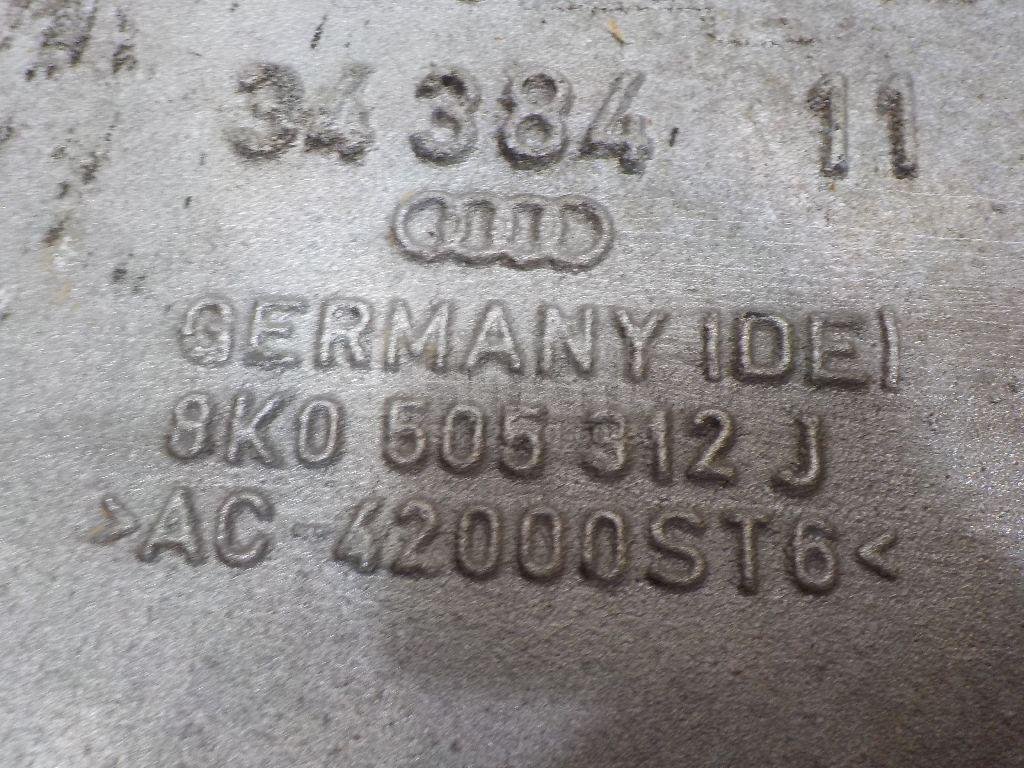 34 384 11
GERMANY (DE)
8K0 505 312 J
>AC-42000ST6<